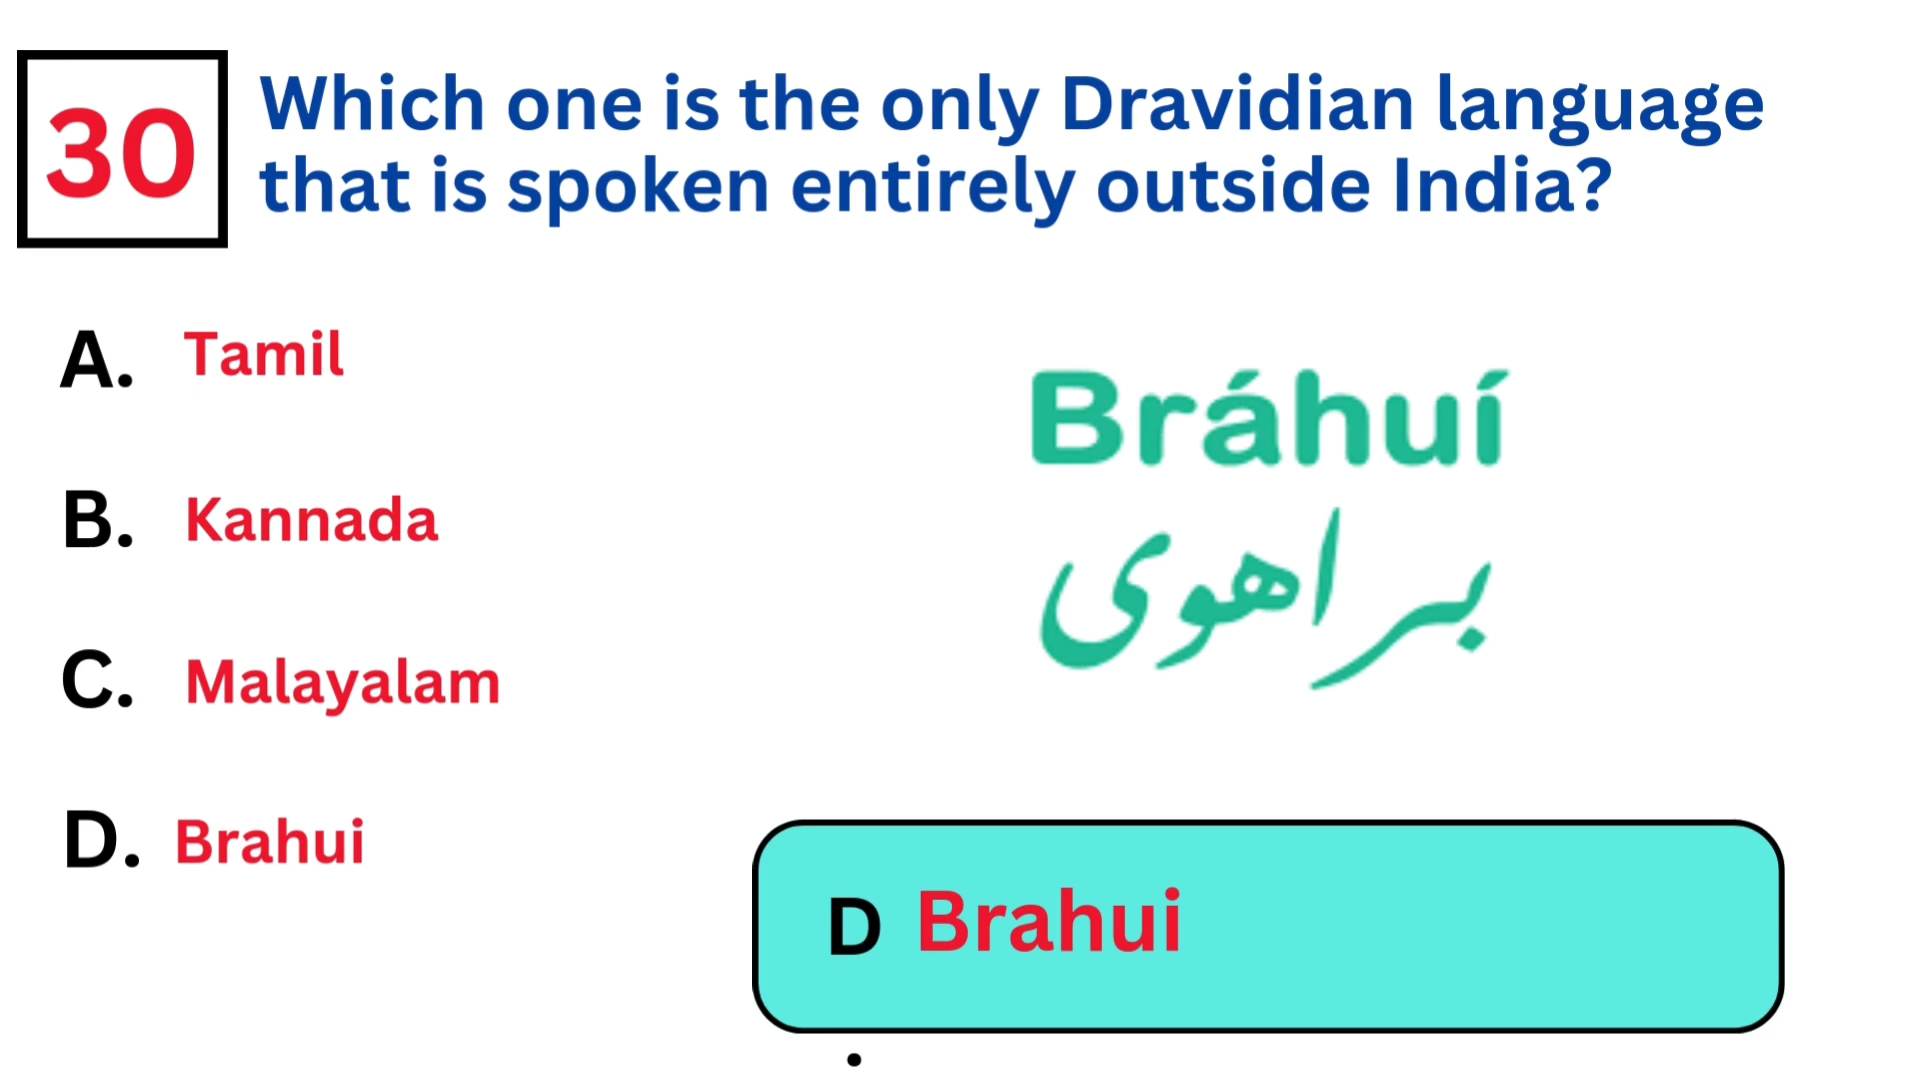 30
Which one is the only Dravidian language
that is spoken entirely outside India?
A. Tamil
B. Kannada
C. Malayalam
D. Brahui
Bráhuí
براهوی
D Brahui
.